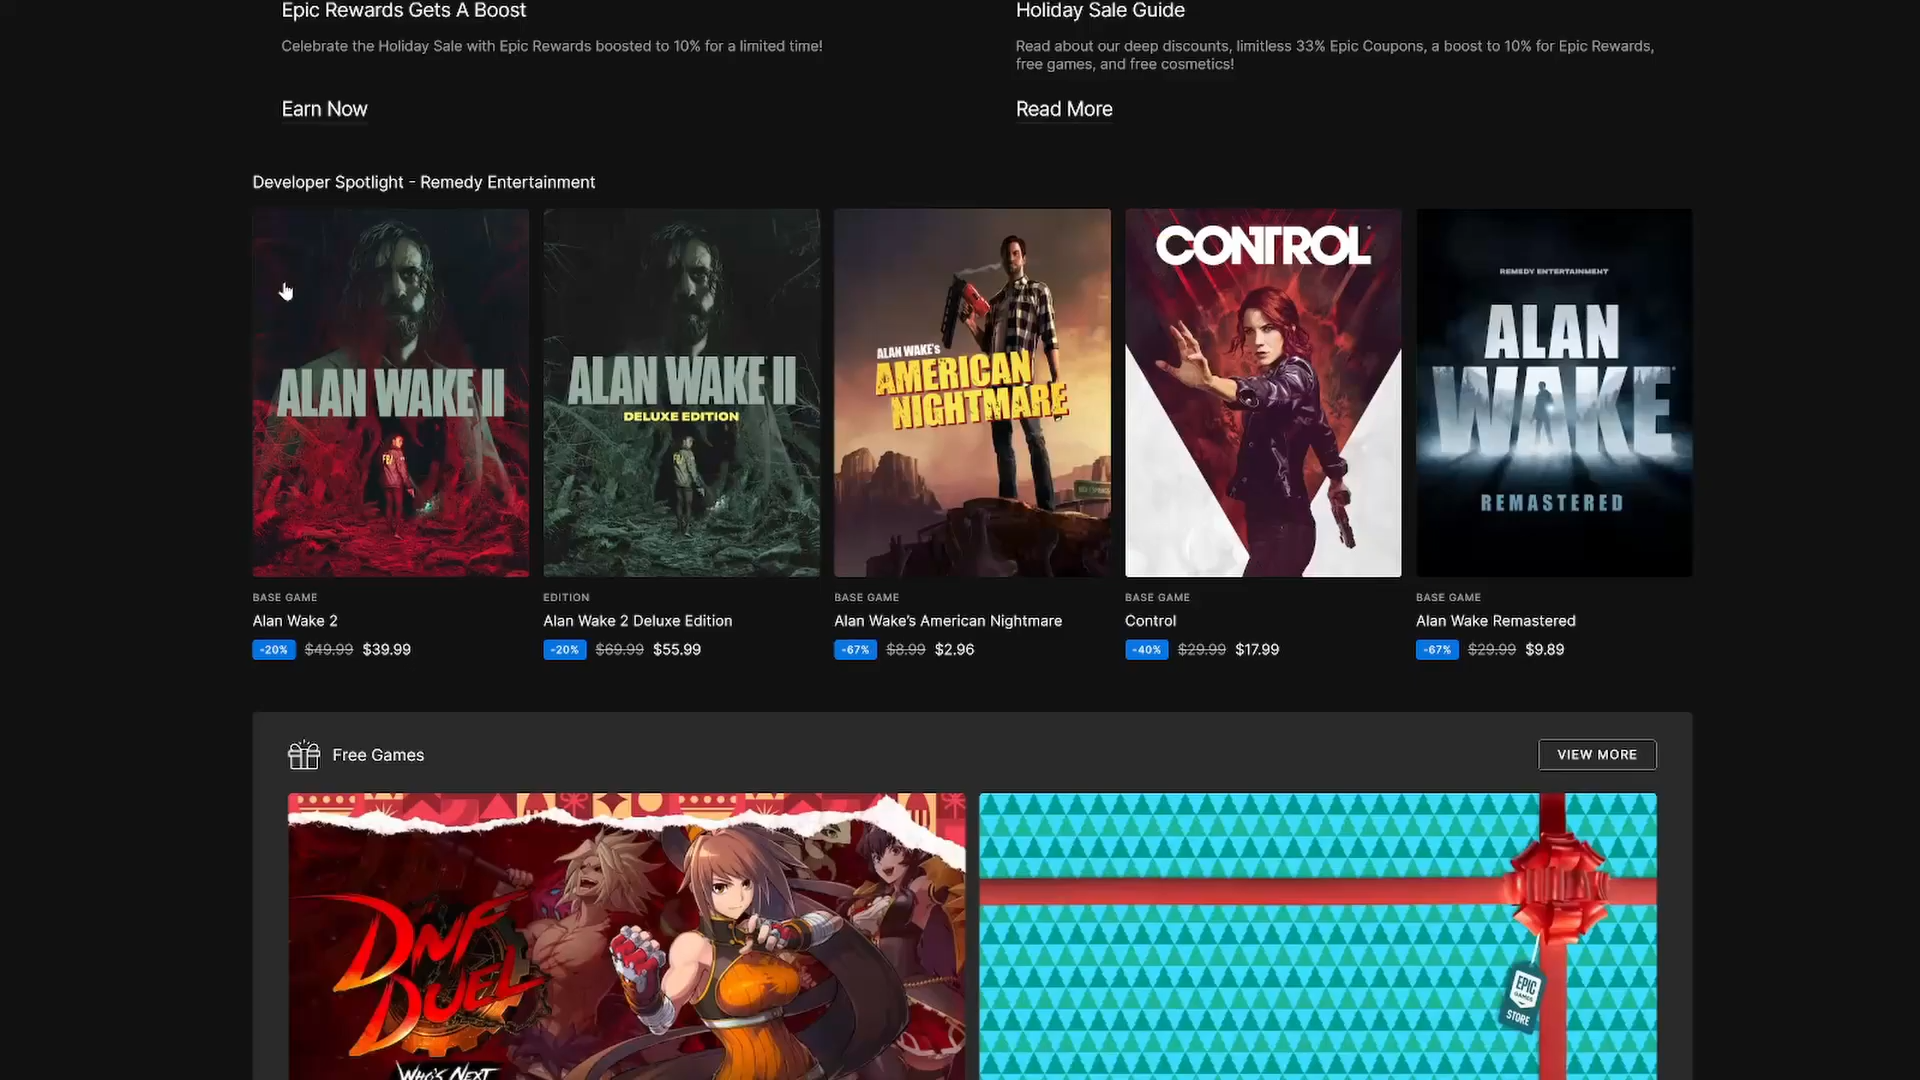 Epic Rewards Gets A Boost
Celebrate the Holiday Sale with Epic Rewards boosted to 10% for a limited time!
Earn Now
Holiday Sale Guide
Read about our deep discounts, limitless 33% Epic Coupons, a boost to 10% for Epic Rewards,
free games, and free cosmetics!
Read More
Developer Spotlight - Remedy Entertainment
ALAN WAKE II
FBI
BASE GAME
Alan Wake 2
-20% $49.99 $39.99
ALAN WAKE II
DELUXE EDITION
EDITION
Alan Wake 2 Deluxe Edition
-20% $69.99 $55.99
ALAN WAKE'S
AMERICAN
NIGHTMARE
BASE GAME
Alan Wake's American Nightmare
-67% $8.99 $2.96
CONTROL
BASE GAME
Control
-40% $29.99 $17.99
REMEDY ENTERTAINMENT
ALAN
WAKE
REMASTERED
BASE GAME
Alan Wake Remastered
-67% $29.99 $9.89
Free Games
VIEW MORE
DNF
DUEL
WHO'S NEXT
EPIC
GAMES
STORE